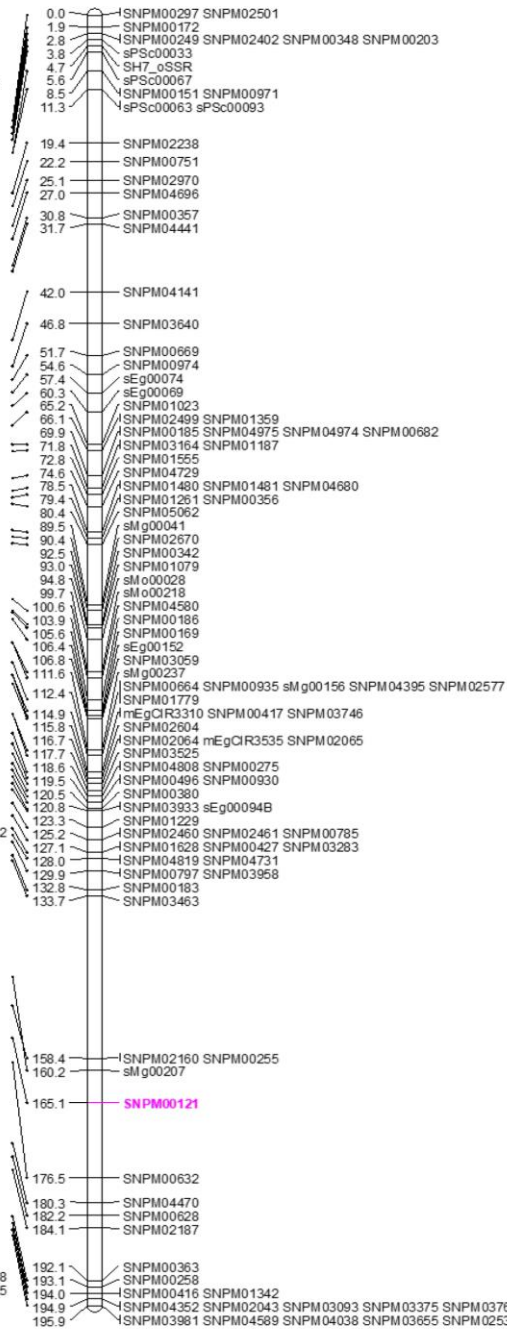 0.0 SNPM00297 SNPM02501
1.9 SNPM00172
2.8 SNPM00249 SNPM02402 SNPM00348 SNPM00203
3.8 sPSc00033
4.7 SH7_oSSR
5.6 sPSc00067
8.5 SNPM00151 SNPM00971
11.3 sPSc00063 sPSc00093
19.4 SNPM02238
22.2 SNPM00751
25.1 SNPM02970
27.0 SNPM04696
30.8 SNPM00357
31.7 SNPM04441
42.0 SNPM04141
46.8 SNPM03640
51.7 SNPM00669
54.6 SNPM00974
57.4 sEg00074
60.3 sEg00069
65.2 SNPM01023
66.1 SNPM02499 SNPM01359
69.9 SNPM00185 SNPM04975 SNPM04974 SNPM00682
71.8 SNPM03164 SNPM01187
72.8 SNPM01555
74.6 SNPM04729
78.5 SNPM01480 SNPM01481 SNPM04680
79.4 SNPM01261 SNPM00356
80.4 SNPM05062
89.5 sMg00041
90.4 SNPM02670
92.5 SNPM00342
93.0 SNPM01079
94.8 sMo00028
99.7 sMo00218
100.6 SNPM04580
103.9 SNPM00186
105.6 SNPM00169
106.4 sEg00152
106.8 SNPM03059
111.6 sMg00237
112.4 SNPM00664 SNPM00935 sMg00156 SNPM04395 SNPM02577
SNPM01779
114.9 mEgCIR3310 SNPM00417 SNPM03746
115.8 SNPM02604
116.7 SNPM02064 mEgCIR3535 SNPM02065
117.7 SNPM03525
118.6 SNPM04808 SNPM00275
119.5 SNPM00496 SNPM00930
120.5 SNPM00380
120.8 SNPM03933 sEg00094B
123.3 SNPM01229
2 125.2 SNPM02460 SNPM02461 SNPM00785
127.1 SNPM01628 SNPM00427 SNPM03283
128.0 SNPM04819 SNPM04731
129.9 SNPM00797 SNPM03958
132.8 SNPM00183
133.7 SNPM03463
158.4 SNPM02160 SNPM00255
160.2 sMg00207
165.1 SNPM00121
176.5 SNPM00632
180.3 SNPM04470
182.2 SNPM00628
184.1 SNPM02187
192.1 SNPM00363
8 193.1 SNPM00258
5 194.0 SNPM00416 SNPM01342
194.9 SNPM04352 SNPM02043 SNPM03093 SNPM03375 SNPM0376
195.9 SNPM03981 SNPM04589 SNPM04038 SNPM03655 SNPM0253